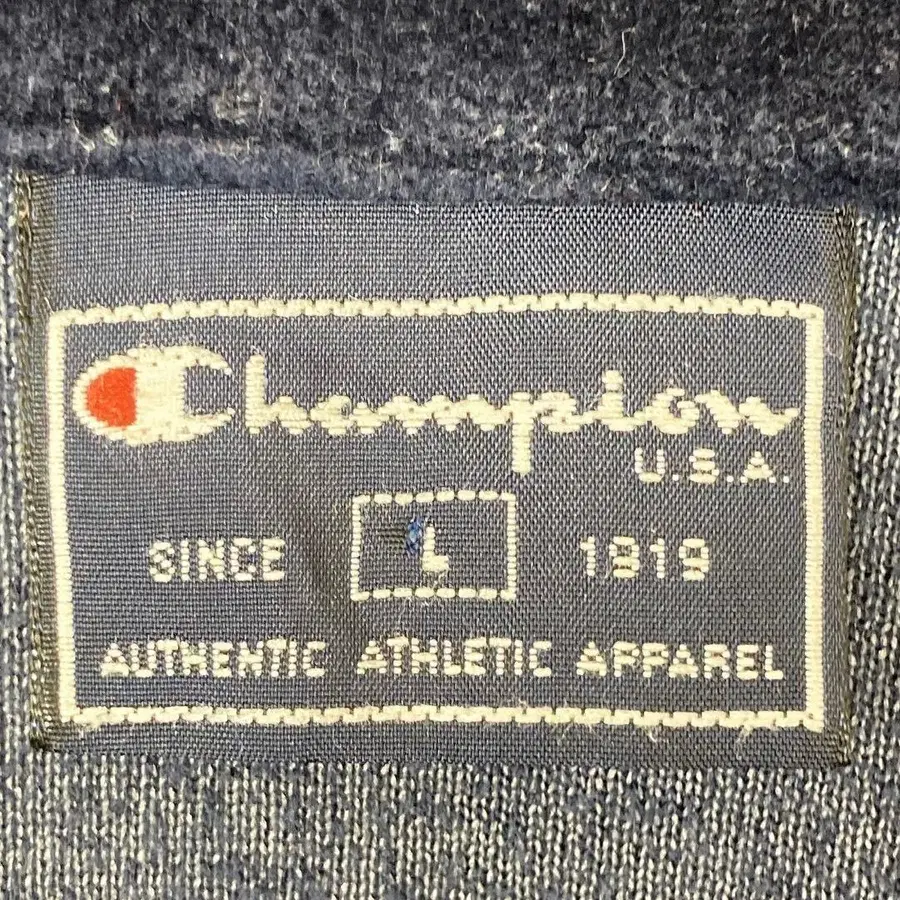 Champion
U.S.A.
SINCE L 1919
AUTHENTIC ATHLETIC APPAREL